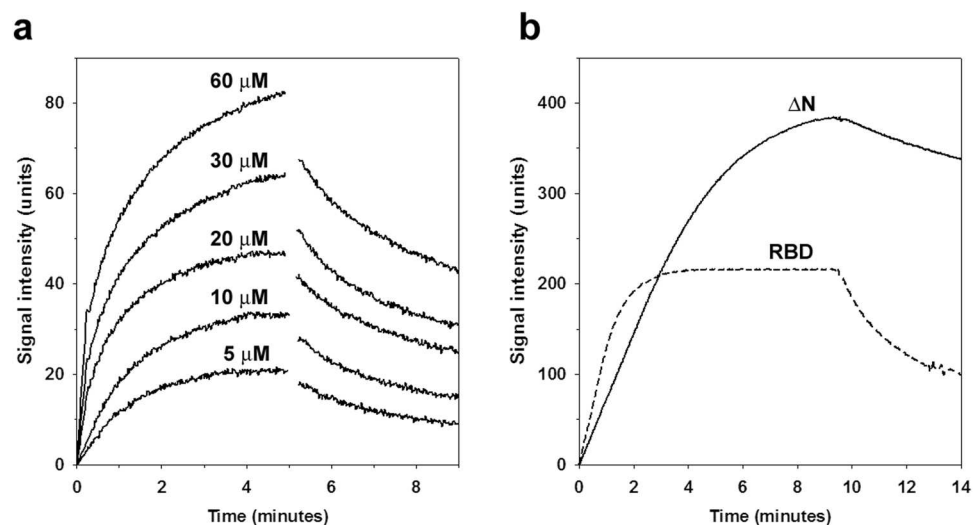 a
60 μM
30 μM
20 μM
10 μM
5 μM
80
60
40
20
0
Signal intensity (units)
0 2 4 6 8
Time (minutes)
b
ΔN
RBD
400
300
200
100
0
Signal intensity (units)
0 2 4 6 8 10 12 14
Time (minutes)